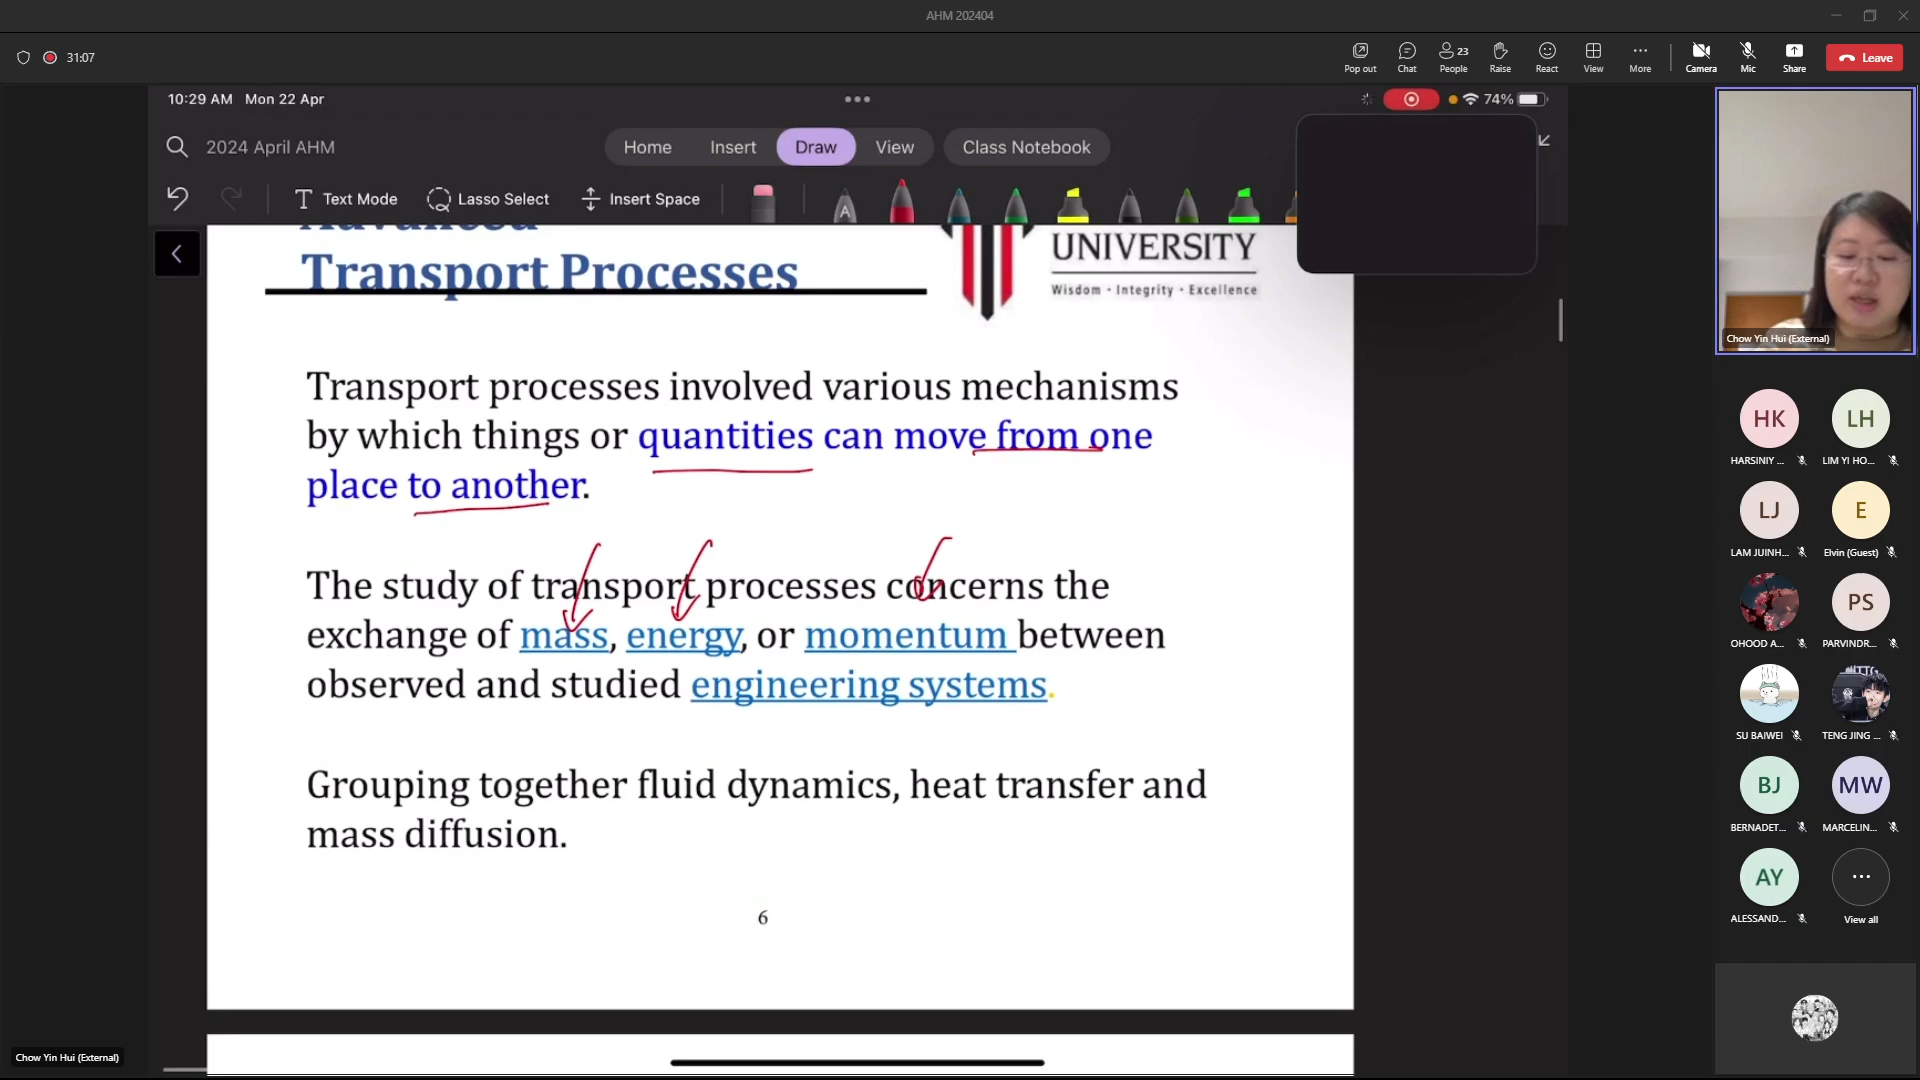 AHM 202404
31:07
Pop out
Chat
23
People
Raise
React
View
More
Camera
Mic
Share
Leave
10:29 AM Mon 22 Apr
74%
2024 April AHM
Home
Insert
Draw
View
Class Notebook
Text Mode
Lasso Select
Insert Space
A
Advanced
Transport Processes
UNIVERSITY
Wisdom · Integrity · Excellence
Transport processes involved various mechanisms
by which things or quantities can move from one
place to another.
The study of transport processes concerns the
exchange of mass, energy, or momentum between
observed and studied engineering systems.
Grouping together fluid dynamics, heat transfer and
mass diffusion.
6
Chow Yin Hui (External)
Chow Yin Hui (External)
HK
LH
HARSINIY ...
LIM YI HO...
LJ
E
LAM JUINH...
Elvin (Guest)
PS
OHOOD A...
PARVINDR...
SU BAIWEI
TENG JING ...
BJ
MW
BERNADET...
MARCELIN...
AY
ALESSAND...
View all